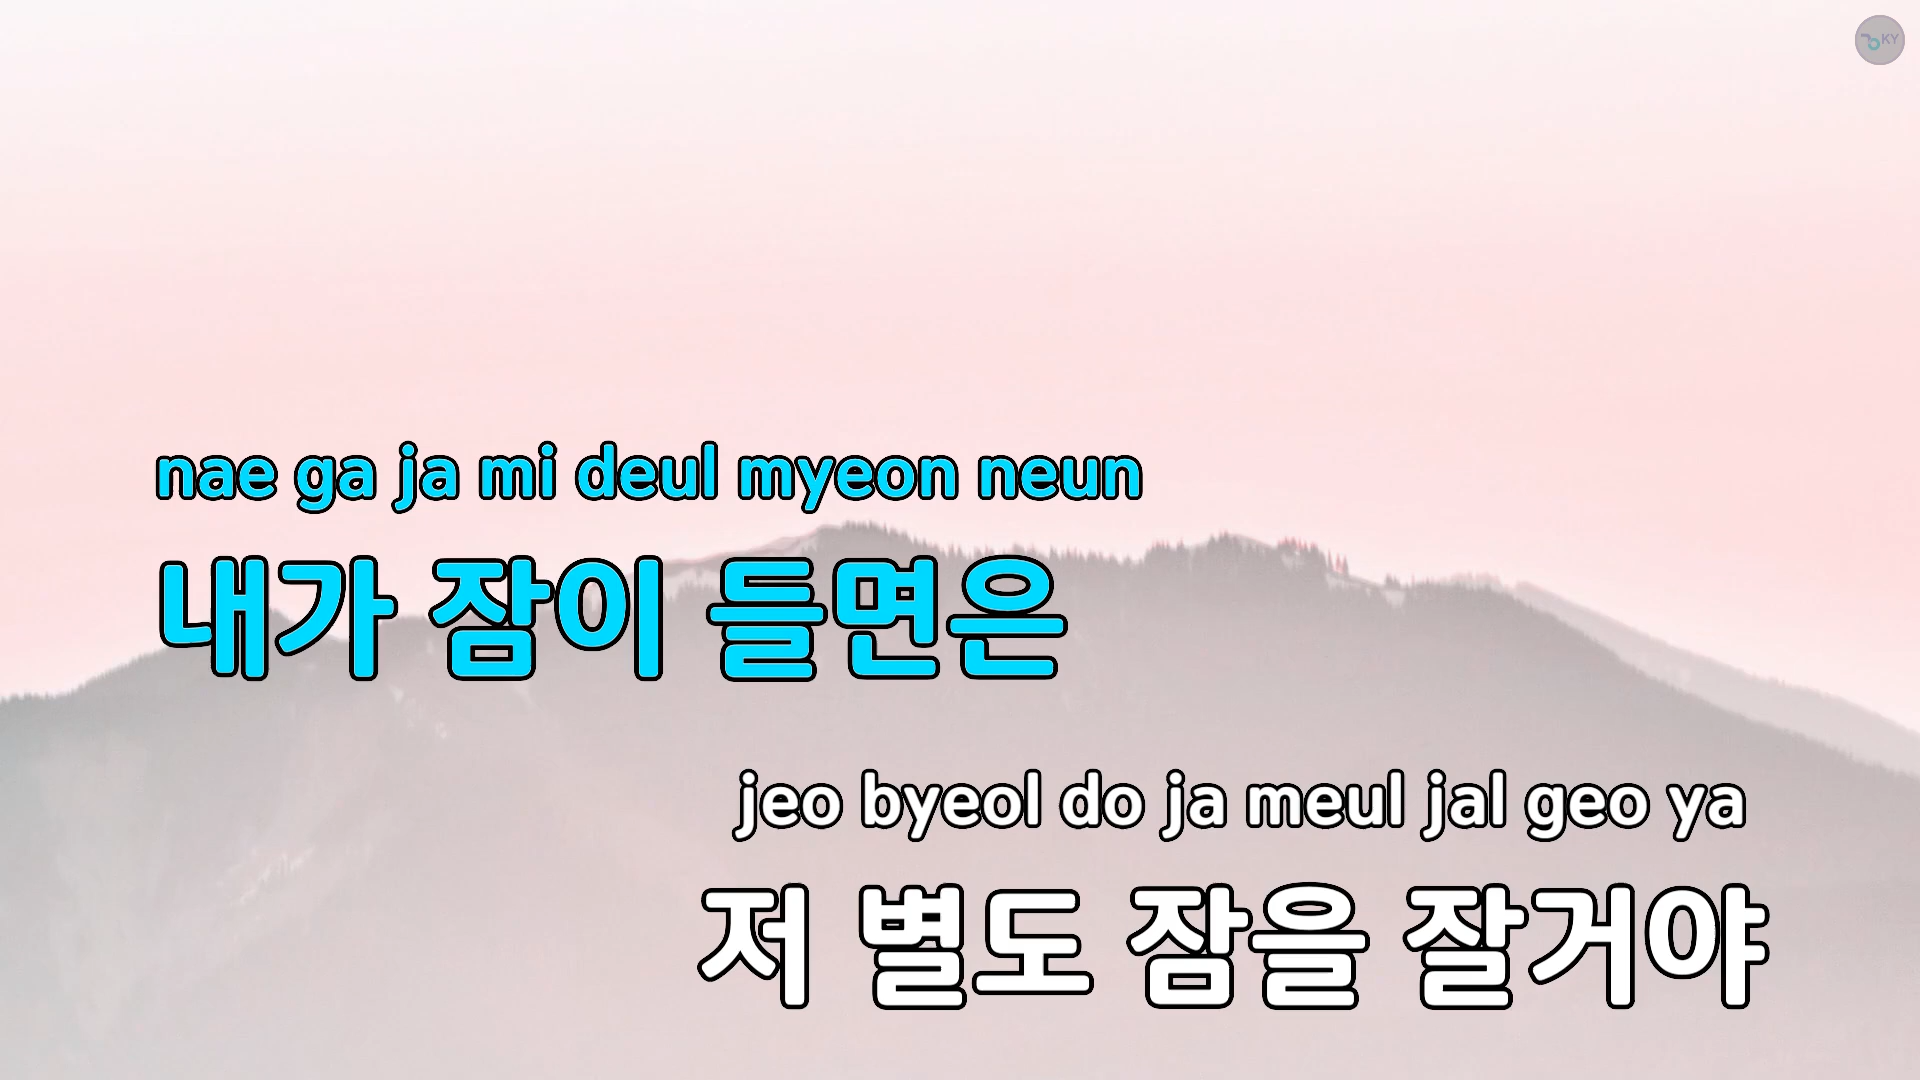 KY
nae ga ja mi deul myeon neun
내가 잠이 들면은
jeo byeol do ja meul jal geo ya
저 별도 잠을 잘거야